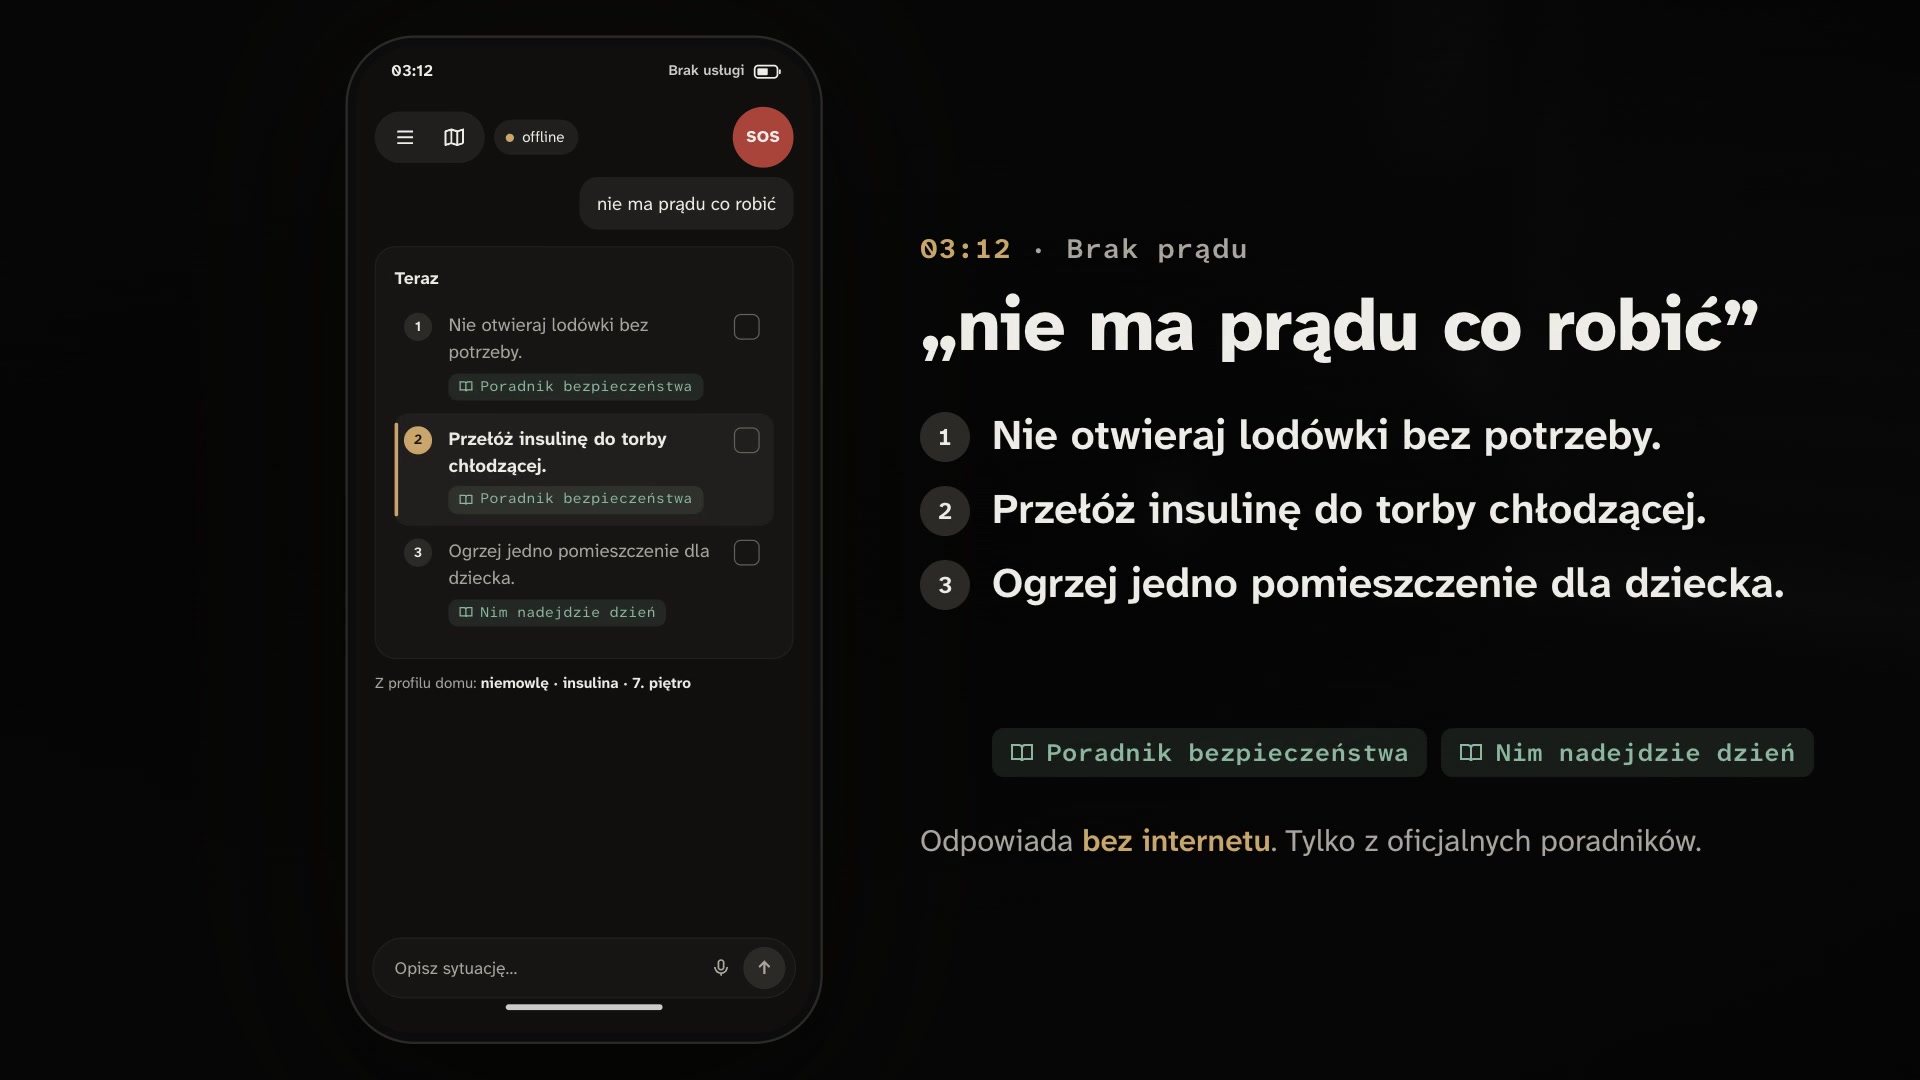 03:12
Brak usługi
offline
SOS
nie ma prądu co robić
Teraz
1
Nie otwieraj lodówki bez
potrzeby.
Poradnik bezpieczeństwa
2
Przełóż insulinę do torby
chłodzącej.
Poradnik bezpieczeństwa
3
Ogrzej jedno pomieszczenie dla
dziecka.
Nim nadejdzie dzień
Z profilu domu: niemowlę · insulina · 7. piętro
Opisz sytuację...
03:12 · Brak prądu
„nie ma prądu co robić”
1 Nie otwieraj lodówki bez potrzeby.
2 Przełóż insulinę do torby chłodzącej.
3 Ogrzej jedno pomieszczenie dla dziecka.
Poradnik bezpieczeństwa
Nim nadejdzie dzień
Odpowiada bez internetu. Tylko z oficjalnych poradników.